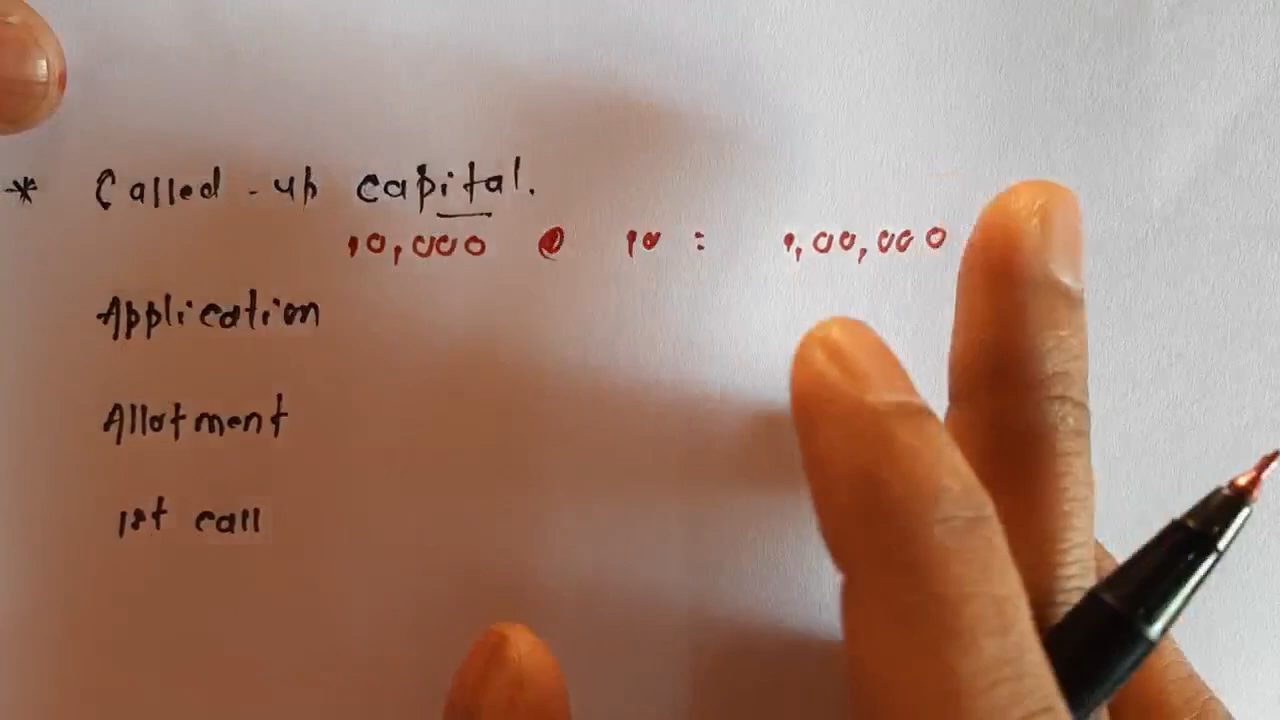 * Called-up capital.
10,000 @ 10 : 1,00,000
Application
Allotment
1st call